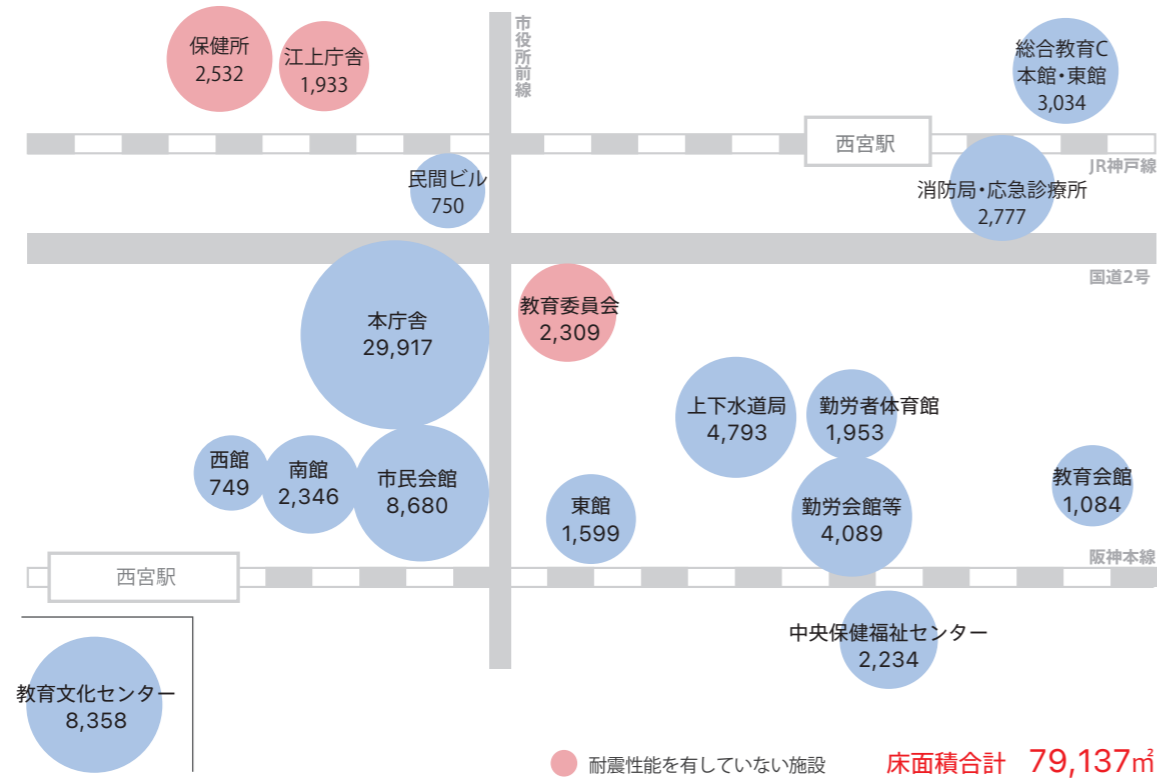 保健所
2,532
江上庁舎
1,933
市役所前線
総合教育C
本館・東館
3,034
西宮駅
JR神戸線
民間ビル
750
消防局・応急診療所
2,777
国道2号
本庁舎
29,917
教育委員会
2,309
上下水道局
4,793
勤労者体育館
1,953
西館
749
南館
2,346
市民会館
8,680
東館
1,599
勤労会館等
4,089
教育会館
1,084
阪神本線
西宮駅
中央保健福祉センター
2,234
教育文化センター
8,358
耐震性能を有していない施設
床面積合計 79,137㎡